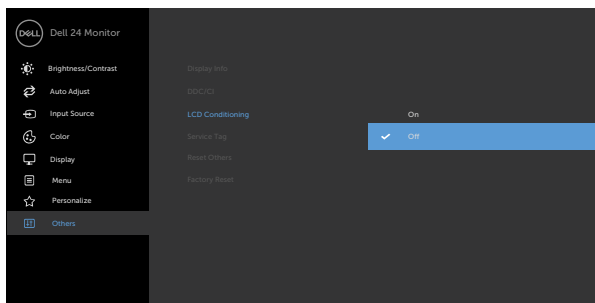 DELL
Dell 24 Monitor
Brightness/Contrast
Auto Adjust
Input Source
Color
Display
Menu
Personalize
Others
Display Info
DDC/CI
LCD Conditioning
Service Tag
Reset Others
Factory Reset
On
Off